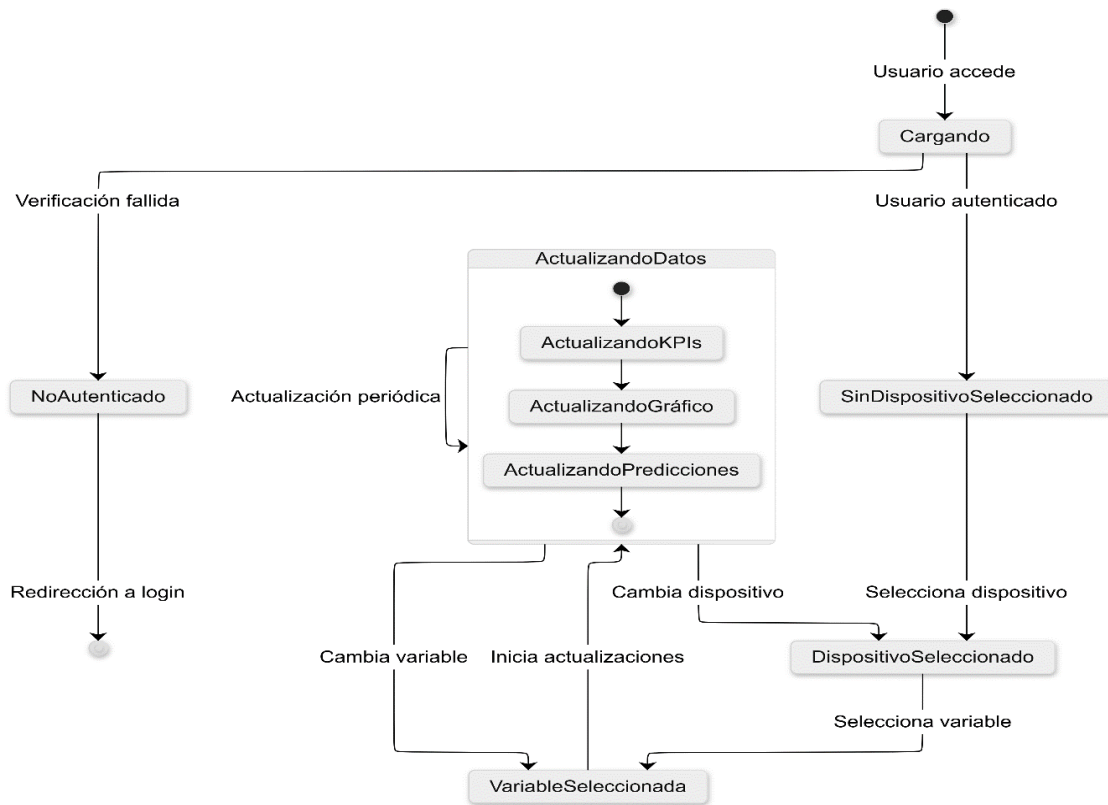 Usuario accede
Cargando
Verificación fallida
Usuario autenticado
ActualizandoDatos
ActualizandoKPIs
Actualización periódica
NoAutenticado
ActualizandoGráfico
SinDispositivoSeleccionado
ActualizandoPredicciones
Redirección a login
Cambia dispositivo
Selecciona dispositivo
Cambia variable
Inicia actualizaciones
DispositivoSeleccionado
Selecciona variable
VariableSeleccionada